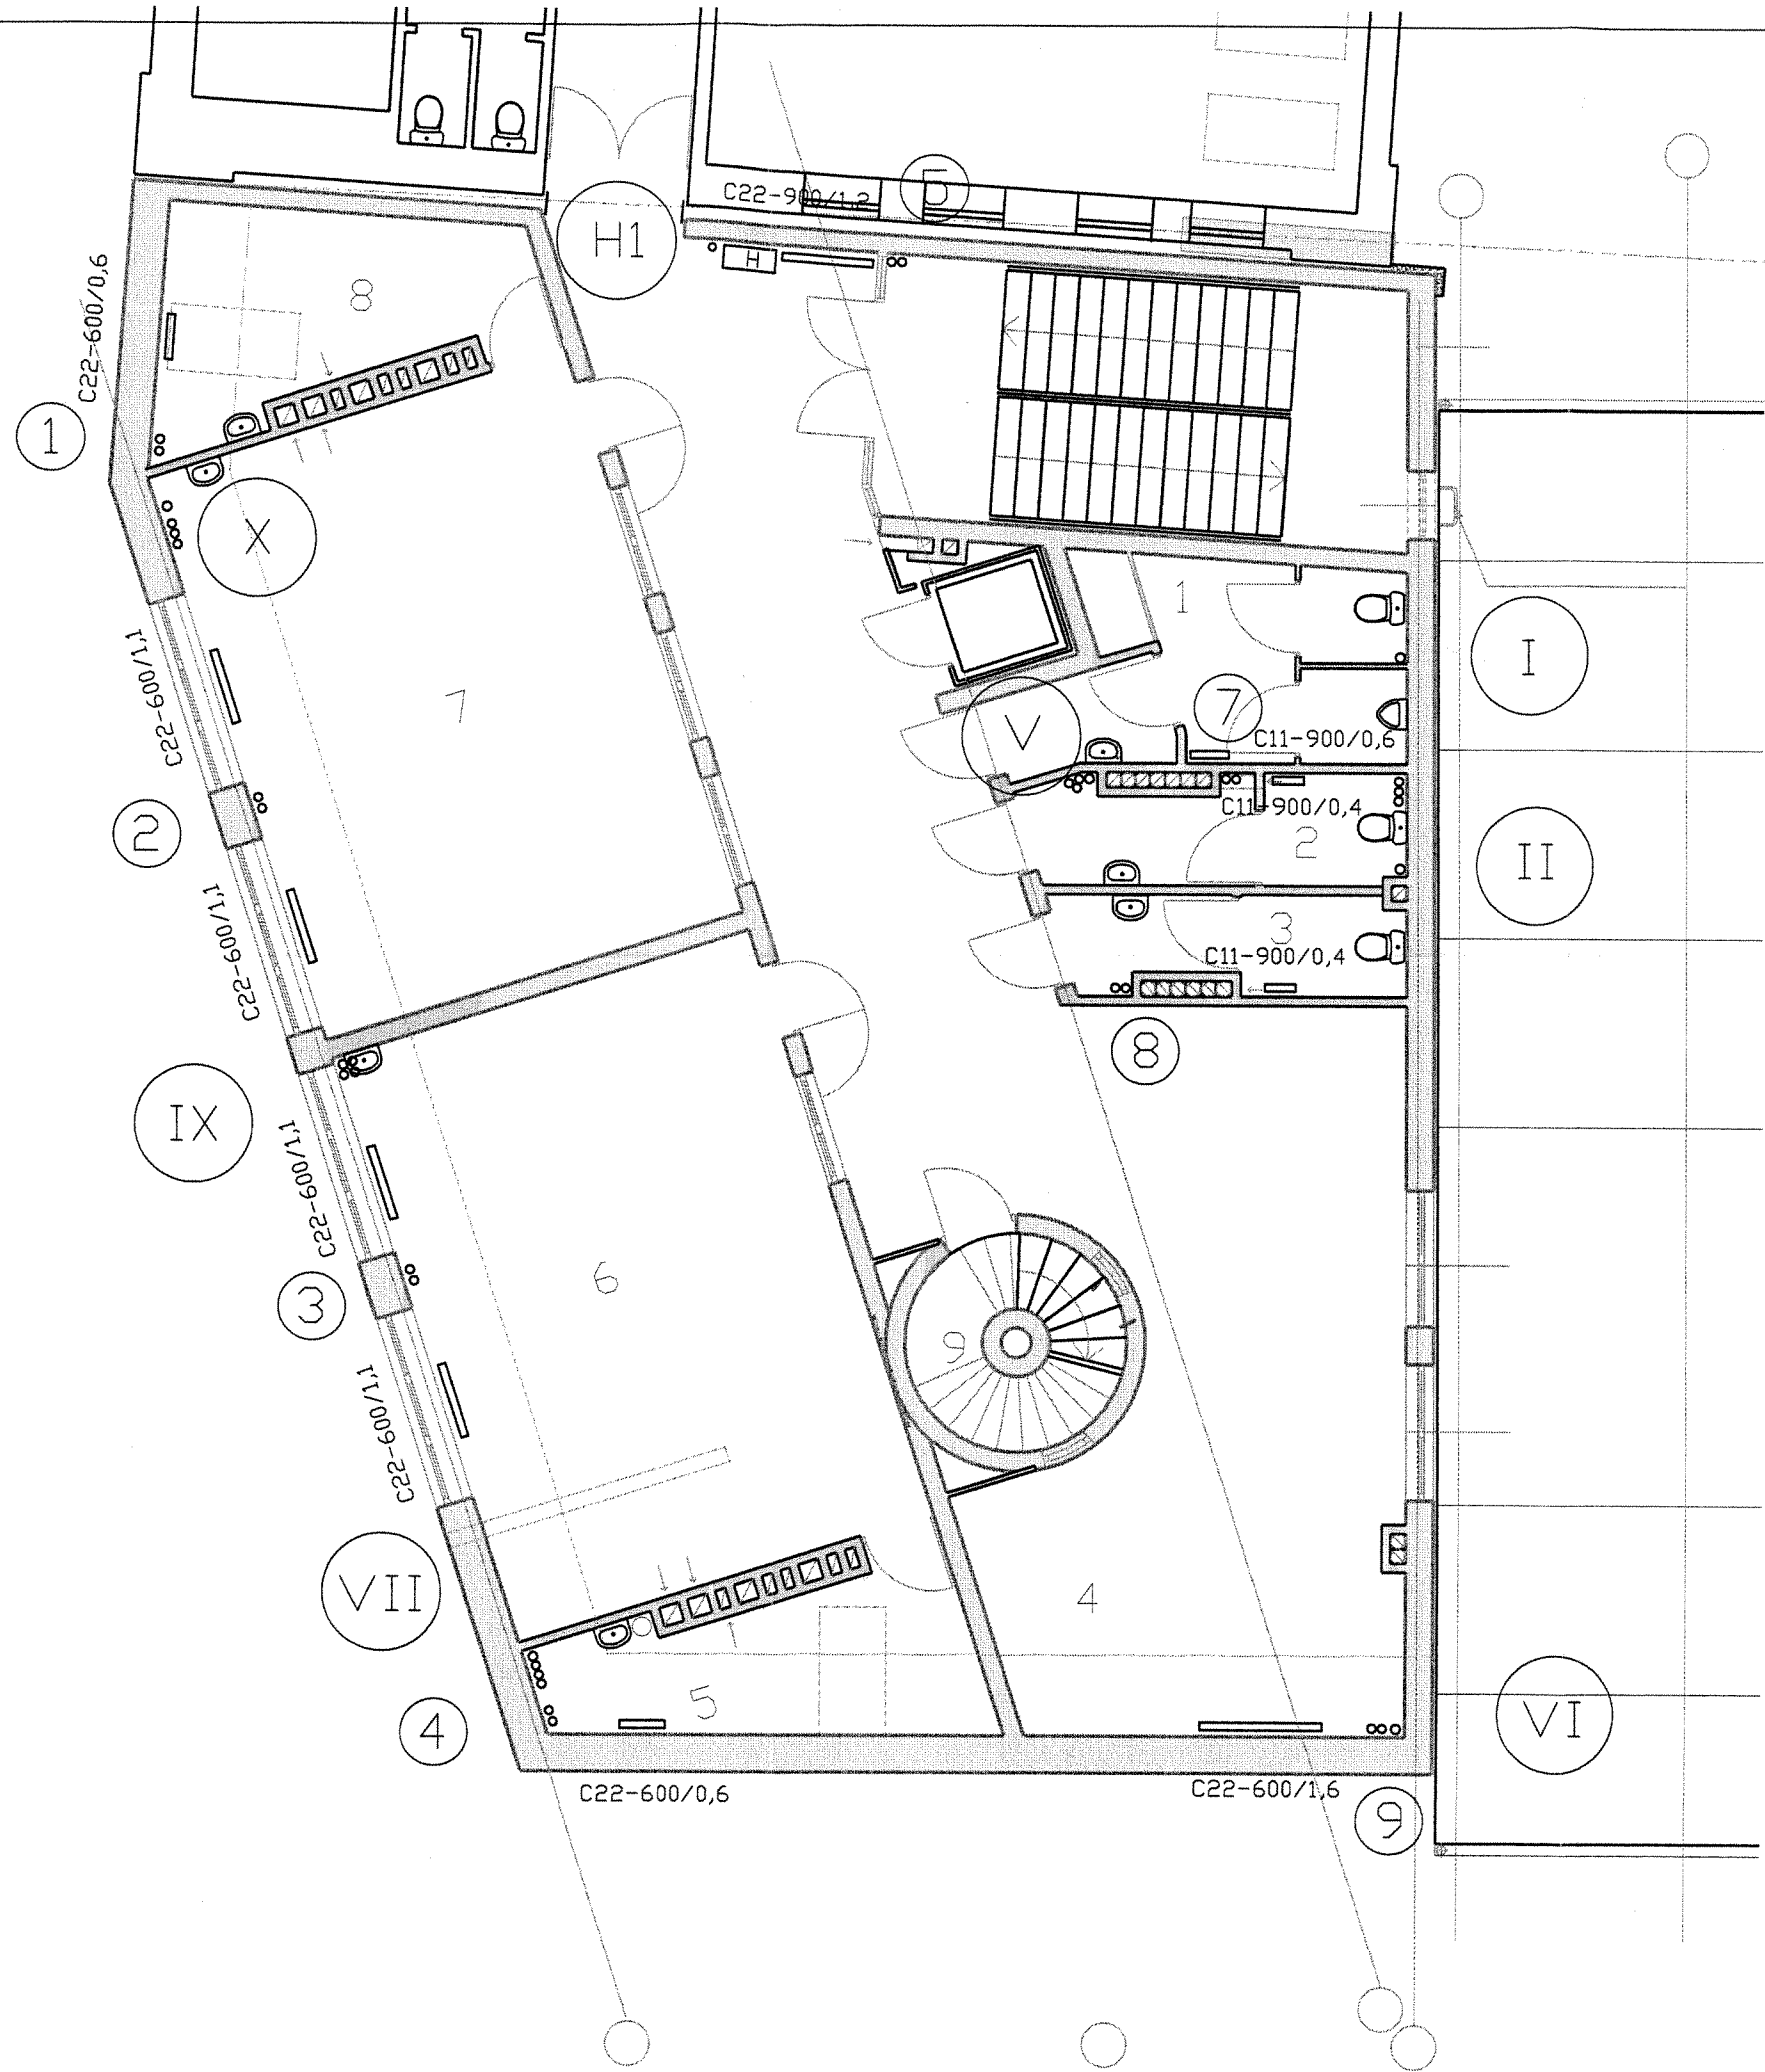 5
C22-900/1,2
H1
H
C22-600/0,6
8
1
X
1
I
C22-600/1,1
7
V
7
C11-900/0,6
2
C11-900/0,4
2
II
C22-600/1,1
3
C11-900/0,4
8
IX
C22-600/1,1
6
3
9
C22-600/1,1
VII
4
5
4
VI
C22-600/0,6
C22-600/1,6
9